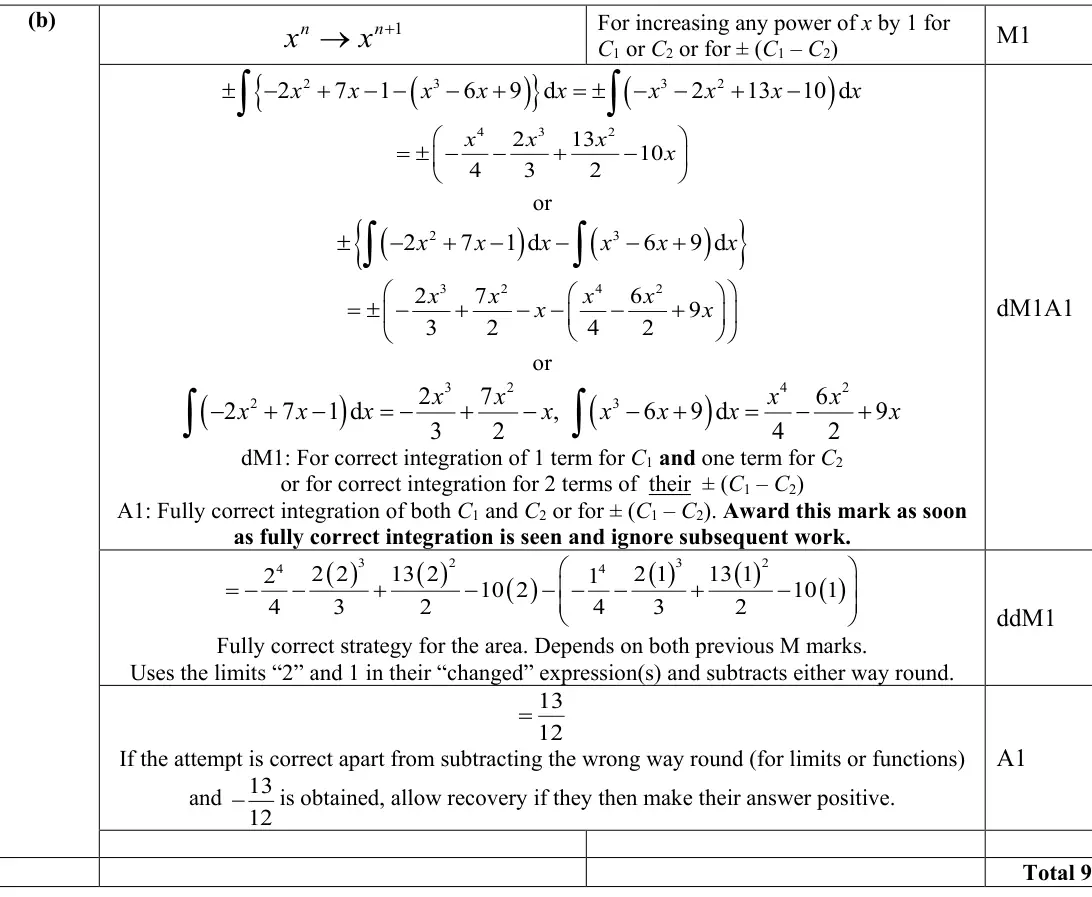 (b)
xⁿ → xⁿ⁺¹
For increasing any power of x by 1 for
C₁ or C₂ or for ± (C₁ – C₂)
M1
±∫{−2x² + 7x − 1 − (x³ − 6x + 9)}dx = ±∫(−x³ − 2x² + 13x − 10)dx
= ±(−x⁴/4 − 2x³/3 + 13x²/2 − 10x)
or
±{∫(−2x² + 7x − 1)dx − ∫(x³ − 6x + 9)dx}
= ±(−2x³/3 + 7x²/2 − x − (x⁴/4 − 6x²/2 + 9x))
or
∫(−2x² + 7x − 1)dx = −2x³/3 + 7x²/2 − x, ∫(x³ − 6x + 9)dx = x⁴/4 − 6x²/2 + 9x
dM1: For correct integration of 1 term for C₁ and one term for C₂
or for correct integration for 2 terms of their ± (C₁ – C₂)
A1: Fully correct integration of both C₁ and C₂ or for ± (C₁ – C₂). Award this mark as soon
as fully correct integration is seen and ignore subsequent work.
dM1A1
= −2⁴/4 − 2(2)³/3 + 13(2)²/2 − 10(2) − (−1⁴/4 − 2(1)³/3 + 13(1)²/2 − 10(1))
Fully correct strategy for the area. Depends on both previous M marks.
Uses the limits “2” and 1 in their “changed” expression(s) and subtracts either way round.
ddM1
= 13/12
If the attempt is correct apart from subtracting the wrong way round (for limits or functions)
and −13/12 is obtained, allow recovery if they then make their answer positive.
A1
Total 9